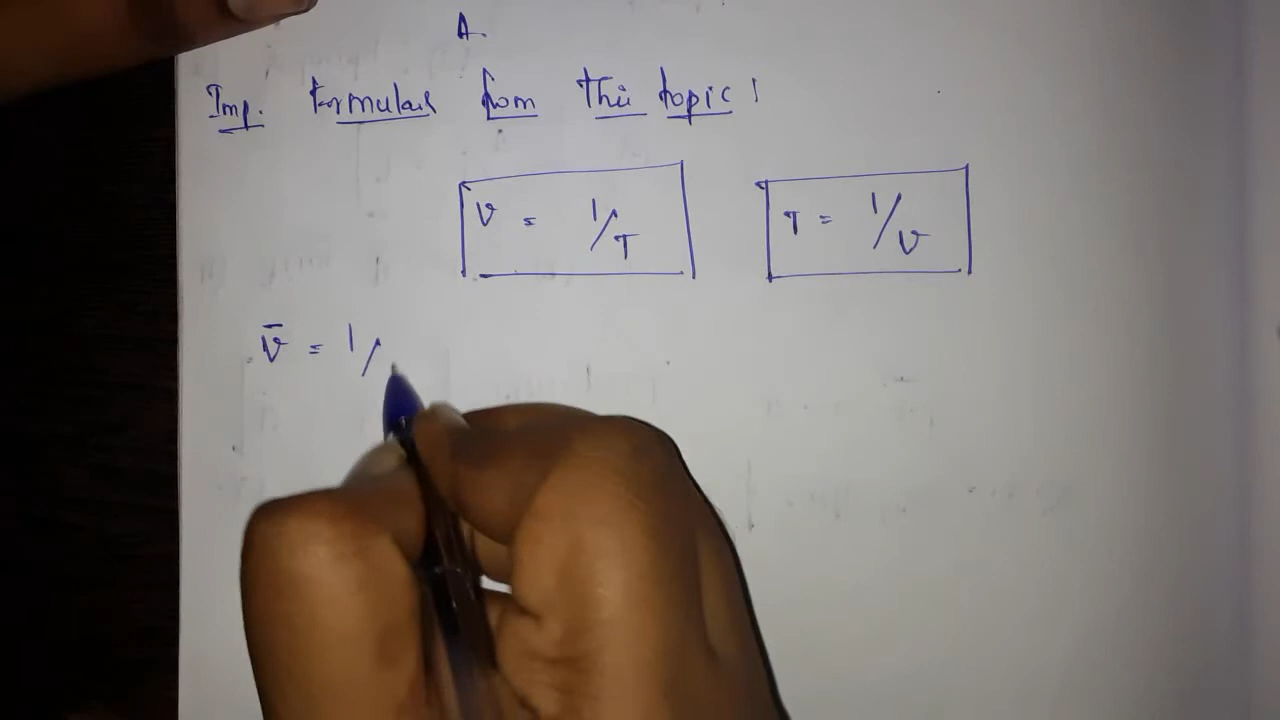 A.
Imp. Formulas from this topic :
ν = 1/T T = 1/ν
ν̄ = 1/